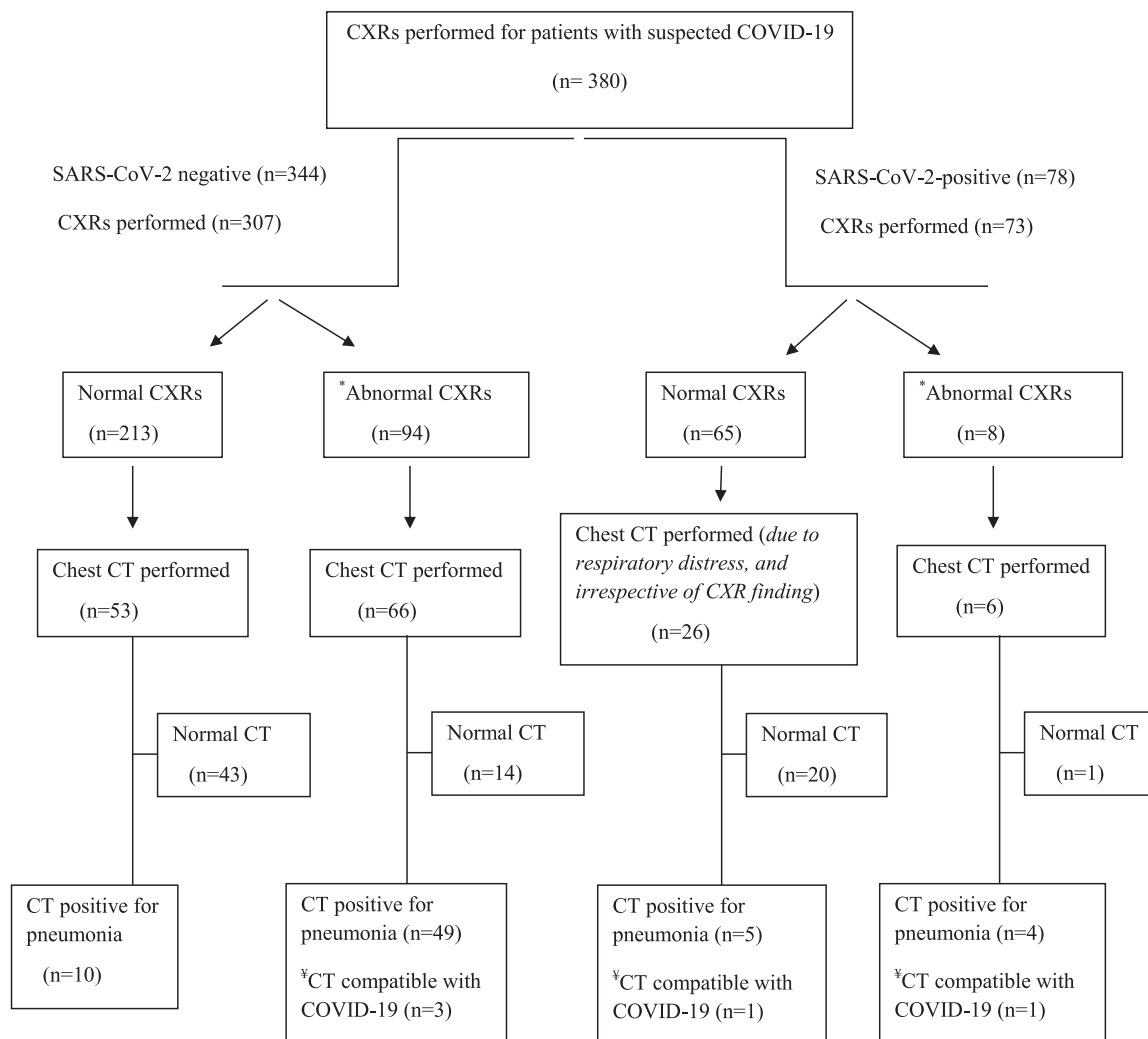 CXRs performed for patients with suspected COVID-19
(n= 380)
SARS-CoV-2 negative (n=344)
CXRs performed (n=307)
SARS-CoV-2-positive (n=78)
CXRs performed (n=73)
Normal CXRs
(n=213)
*Abnormal CXRs
(n=94)
Normal CXRs
(n=65)
*Abnormal CXRs
(n=8)
Chest CT performed
(n=53)
Chest CT performed
(n=66)
Chest CT performed (due to
respiratory distress, and
irrespective of CXR finding)
(n=26)
Chest CT performed
(n=6)
Normal CT
(n=43)
Normal CT
(n=14)
Normal CT
(n=20)
Normal CT
(n=1)
CT positive for
pneumonia
(n=10)
CT positive for
pneumonia (n=49)
¥CT compatible with
COVID-19 (n=3)
CT positive for
pneumonia (n=5)
¥CT compatible with
COVID-19 (n=1)
CT positive for
pneumonia (n=4)
¥CT compatible with
COVID-19 (n=1)